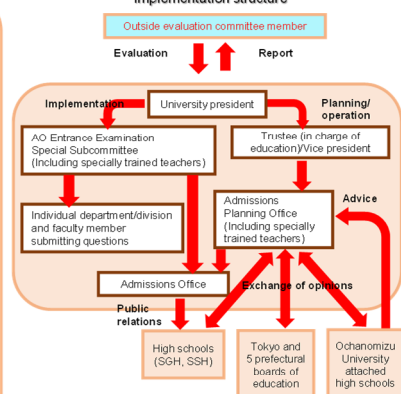 Implementation structure
Outside evaluation committee member
Evaluation
Report
Implementation
University president
Planning/
operation
AO Entrance Examination
Special Subcommittee
(Including specially trained teachers)
Trustee (in charge of
education)/Vice president
Individual department/division
and faculty member
submitting questions
Admissions
Planning Office
(Including specially
trained teachers)
Advice
Admissions Office
Exchange of opinions
Public
relations
High schools
(SGH, SSH)
Tokyo and
5 prefectural
boards of
education
Ochanomizu
University
attached
high schools